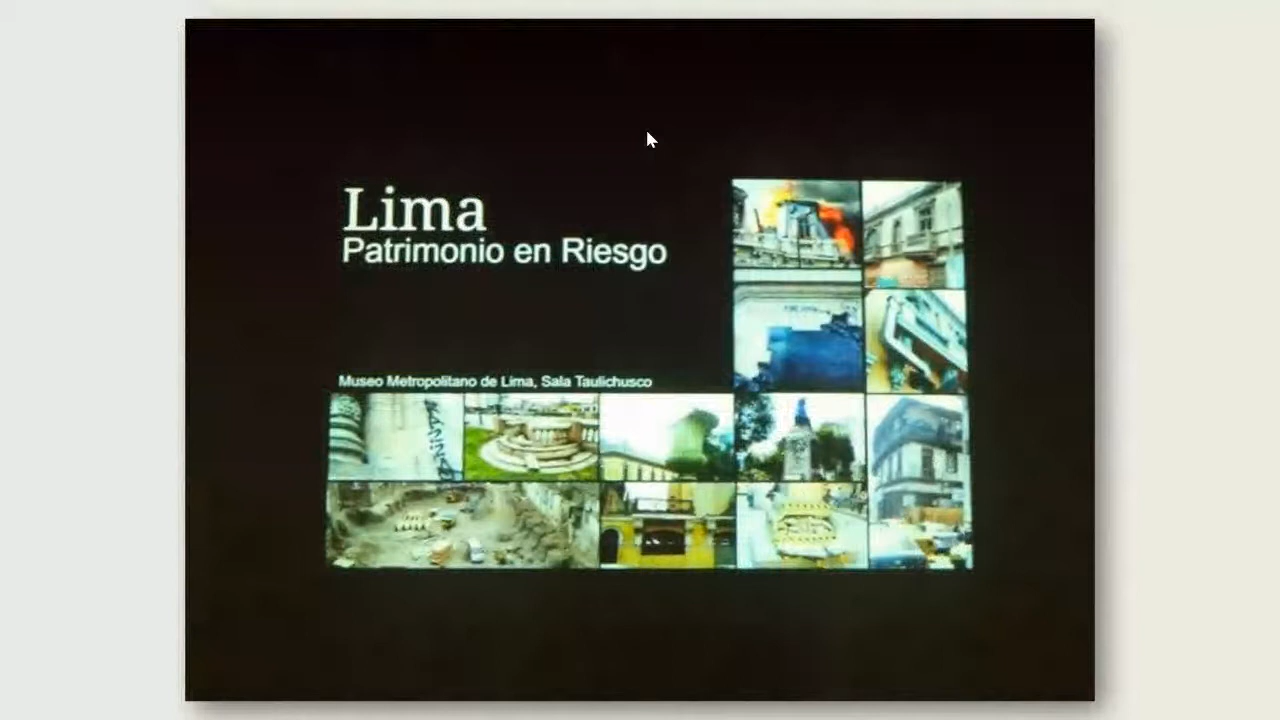 Lima
Patrimonio en Riesgo
Museo Metropolitano de Lima, Sala Taulichusco